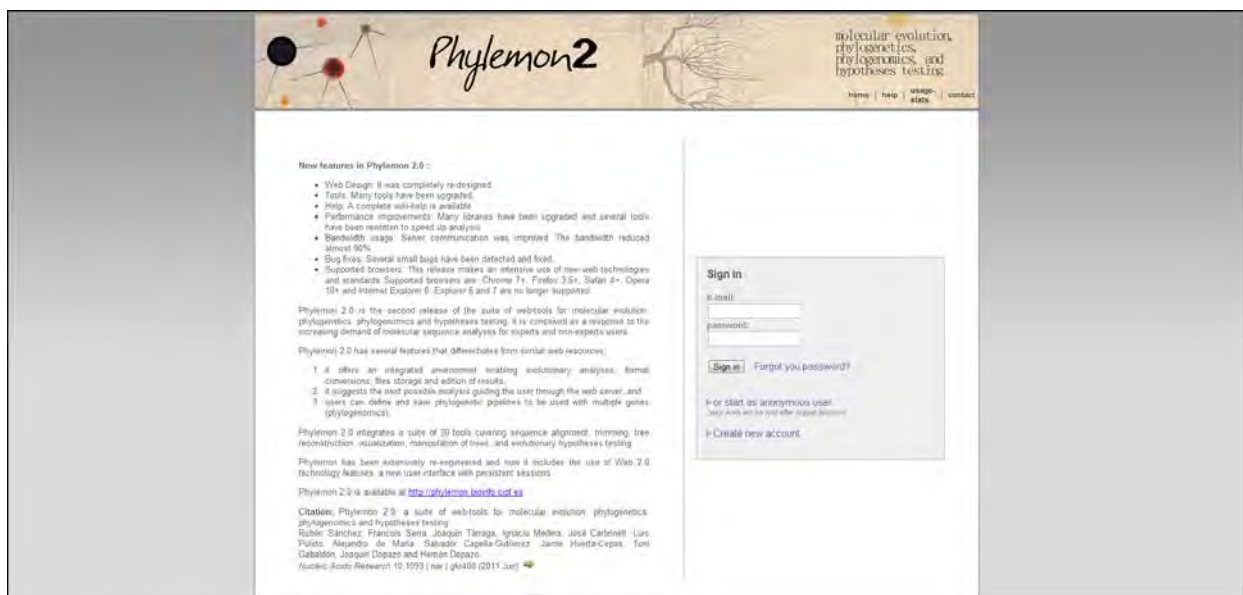 Phylemon2
molecular evolution,
phylogenetics,
phylogenomics, and
hypotheses testing
home | help | usage-stats | contact
New features in Phylemon 2.0 :
Web Design. It was completely re-designed.
Tools. Many tools have been upgraded.
Help. A complete wiki-help is available.
Performance improvements. Many libraries have been upgraded and several tools
have been rewritten to speed up analysis.
Bandwidth usage. Server communication was improved. The bandwidth reduced
almost 90%.
Bug fixes. Several small bugs have been detected and fixed.
Supported browsers. This release makes an intensive use of new web technologies
and standards. Supported browsers are: Chrome 7+, Firefox 3.5+, Safari 4+, Opera
10+ and Internet Explorer 8. Explorer 6 and 7 are no longer supported.
Phylemon 2.0 is the second release of the suite of webtools for molecular evolution,
phylogenetics, phylogenomics and hypotheses testing. It is conceived as a response to the
increasing demand of molecular sequence analyses for experts and non-experts users.
Phylemon 2.0 has several features that differentiates from similar web resources:
1. it offers an integrated environment enabling evolutionary analyses, format
conversions, files storage and edition of results,
2. it suggests the next possible analysis guiding the user through the web server, and
3. users can define and save phylogenetic pipelines to be used with multiple genes
(phylogenomics).
Phylemon 2.0 integrates a suite of 30 tools covering sequence alignment, trimming, tree
reconstruction, visualization, manipulation of trees, and evolutionary hypotheses testing.
Phylemon has been extensively re-engineered and now it includes the use of Web 2.0
technology features, a new user interface with persistent sessions.
Phylemon 2.0 is available at http://phylemon.bioinfo.cipf.es
Citation: Phylemon 2.0: a suite of web-tools for molecular evolution, phylogenetics,
phylogenomics and hypotheses testing
Rubén Sánchez, François Serra, Joaquín Tárraga, Ignacio Medina, José Carbonell, Luis
Pulido, Alejandro de María, Salvador Capella-Gutíerrez, Jaime Huerta-Cepas, Toni
Gabaldón, Joaquín Dopazo and Hernán Dopazo.
Nucleic Acids Research 10.1093 | nar | gkr408 (2011 Jun)
Sign in
e-mail:
password:
Sign in Forgot you password?
or start as anonymous user.
Create new account